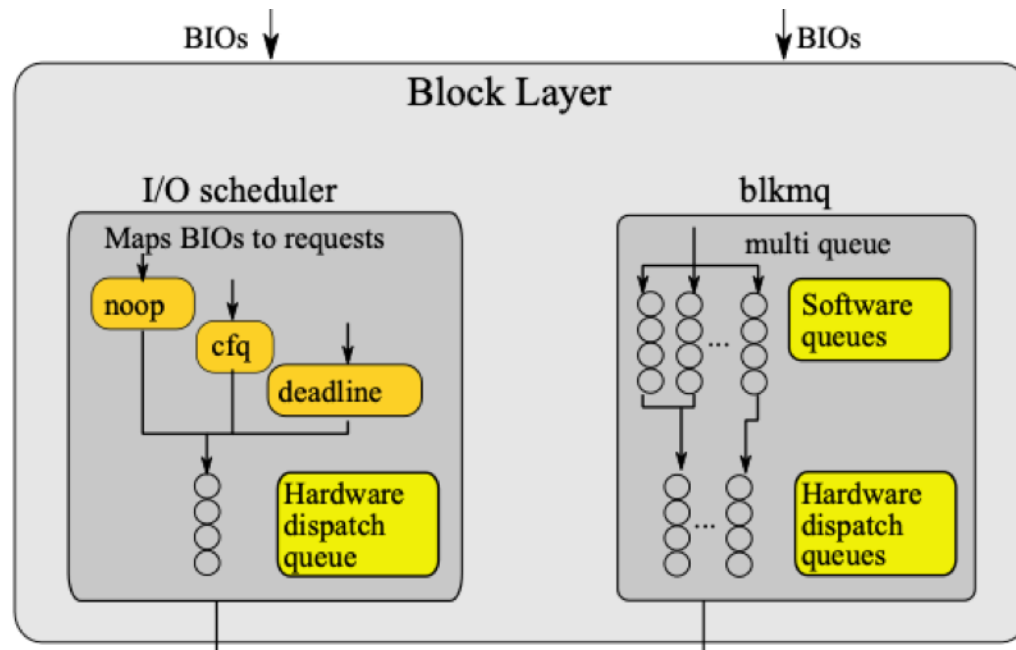 BIOs
BIOs
Block Layer
I/O scheduler
Maps BIOs to requests
noop
cfq
deadline
Hardware
dispatch
queue
blkmq
multi queue
Software
queues
...
Hardware
dispatch
queues
...